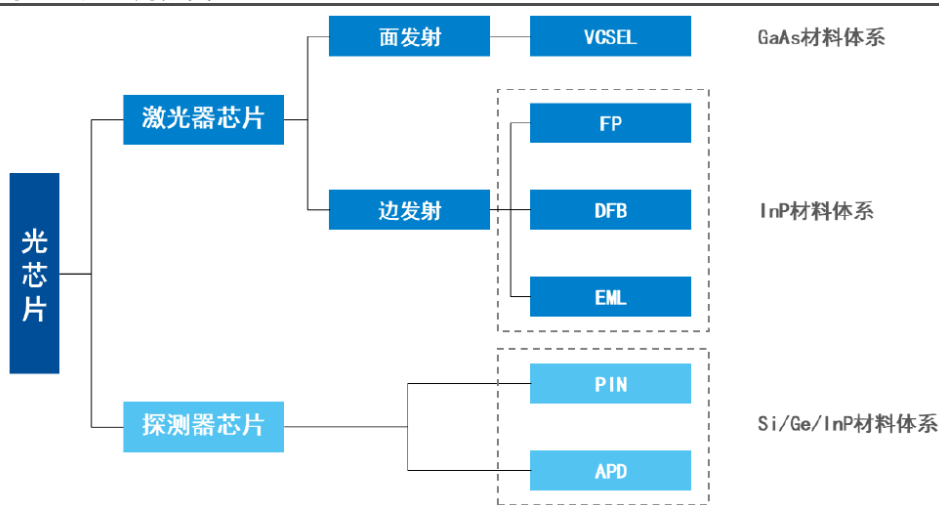 面发射
VCSEL
GaAs材料体系
激光器芯片
FP
边发射
DFB
InP材料体系
光芯片
EML
PIN
探测器芯片
Si/Ge/InP材料体系
APD